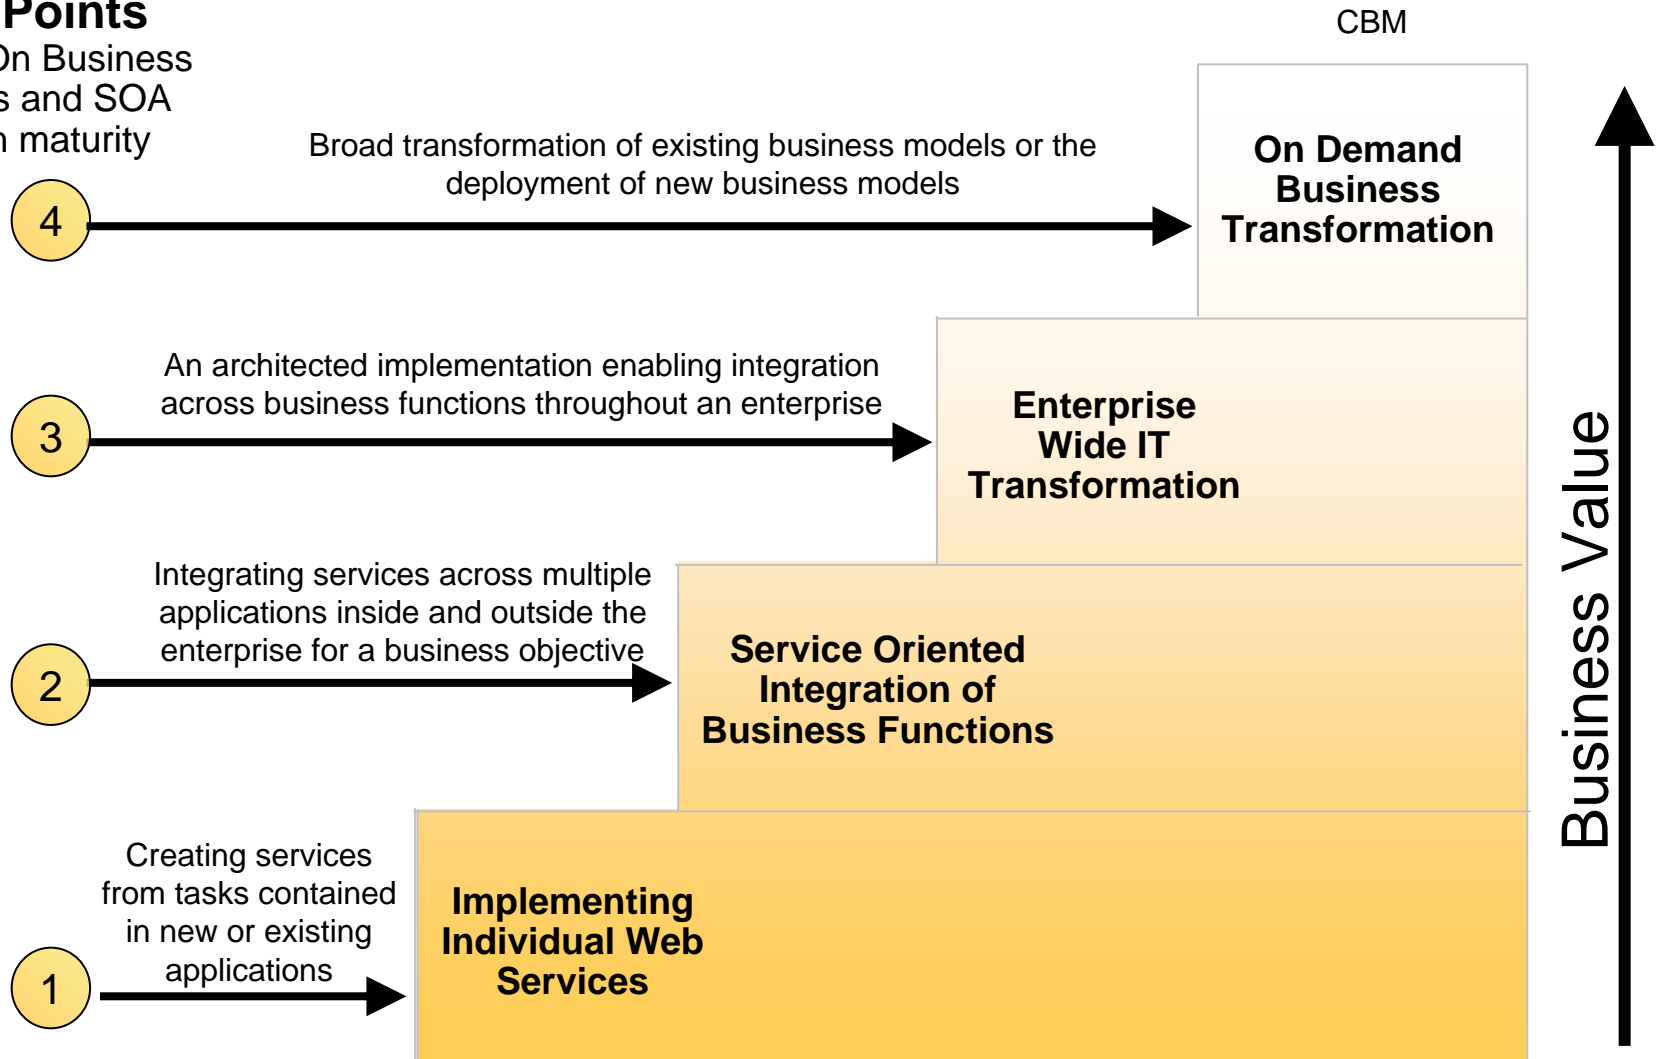 Points
On Business
s and SOA
n maturity
CBM
4
Broad transformation of existing business models or the
deployment of new business models
On Demand
Business
Transformation
3
An architected implementation enabling integration
across business functions throughout an enterprise
Enterprise
Wide IT
Transformation
2
Integrating services across multiple
applications inside and outside the
enterprise for a business objective
Service Oriented
Integration of
Business Functions
1
Creating services
from tasks contained
in new or existing
applications
Implementing
Individual Web
Services
Business Value